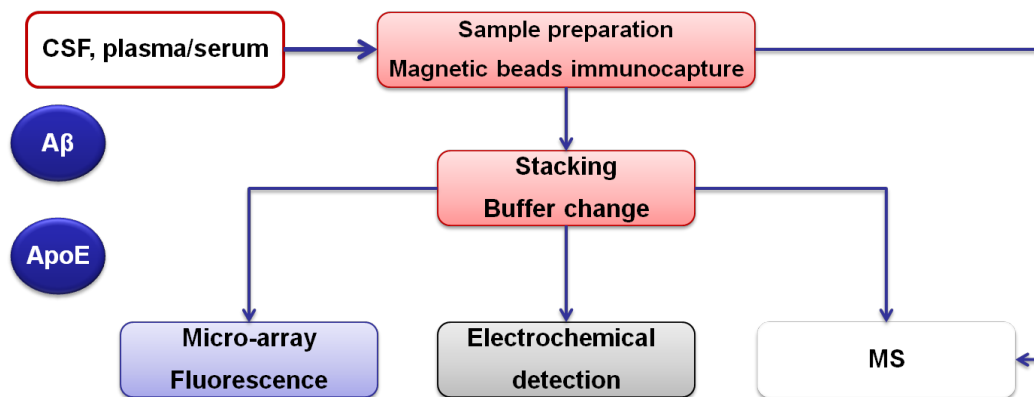 CSF, plasma/serum
Sample preparation
Magnetic beads immunocapture
Aβ
Stacking
Buffer change
ApoE
Micro-array
Fluorescence
Electrochemical
detection
MS